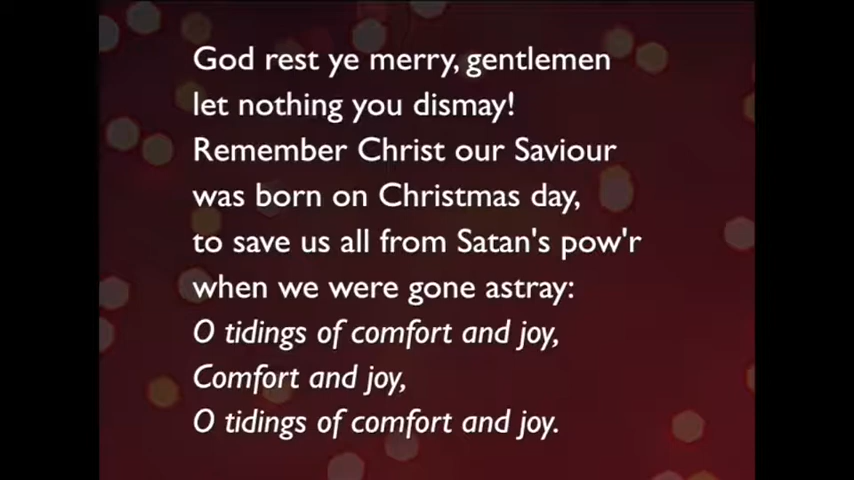 God rest ye merry, gentlemen
let nothing you dismay!
Remember Christ our Saviour
was born on Christmas day,
to save us all from Satan's pow'r
when we were gone astray:
O tidings of comfort and joy,
Comfort and joy,
O tidings of comfort and joy.